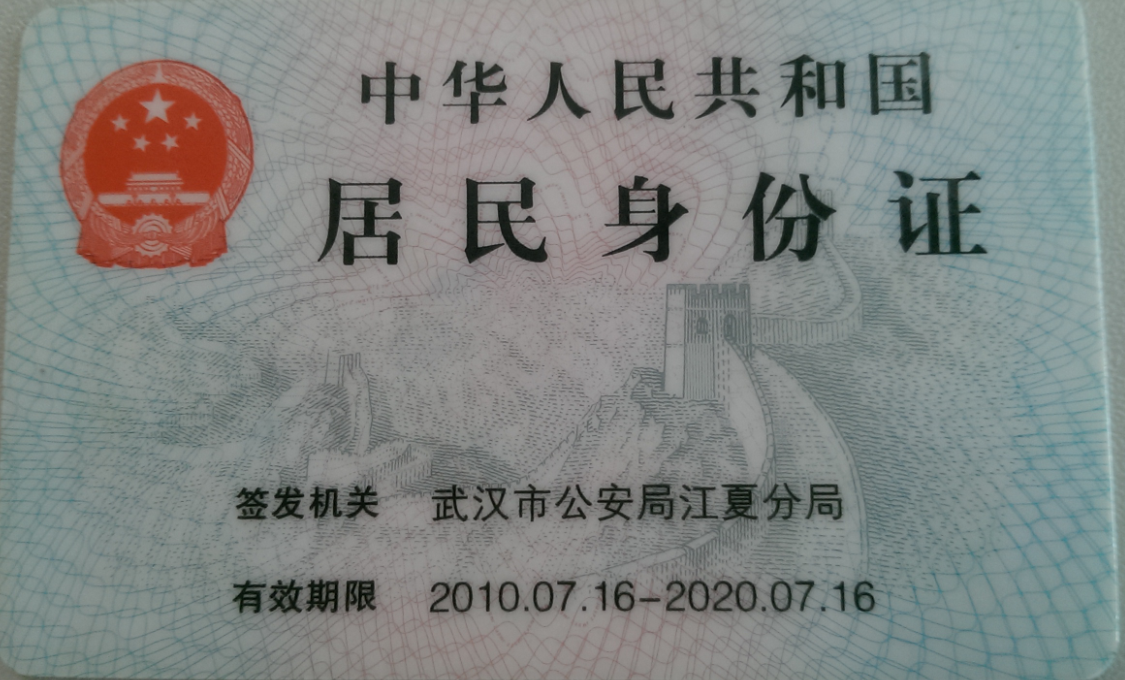 中华人民共和国
居民身份证
签发机关 武汉市公安局江夏分局
有效期限 2010.07.16-2020.07.16